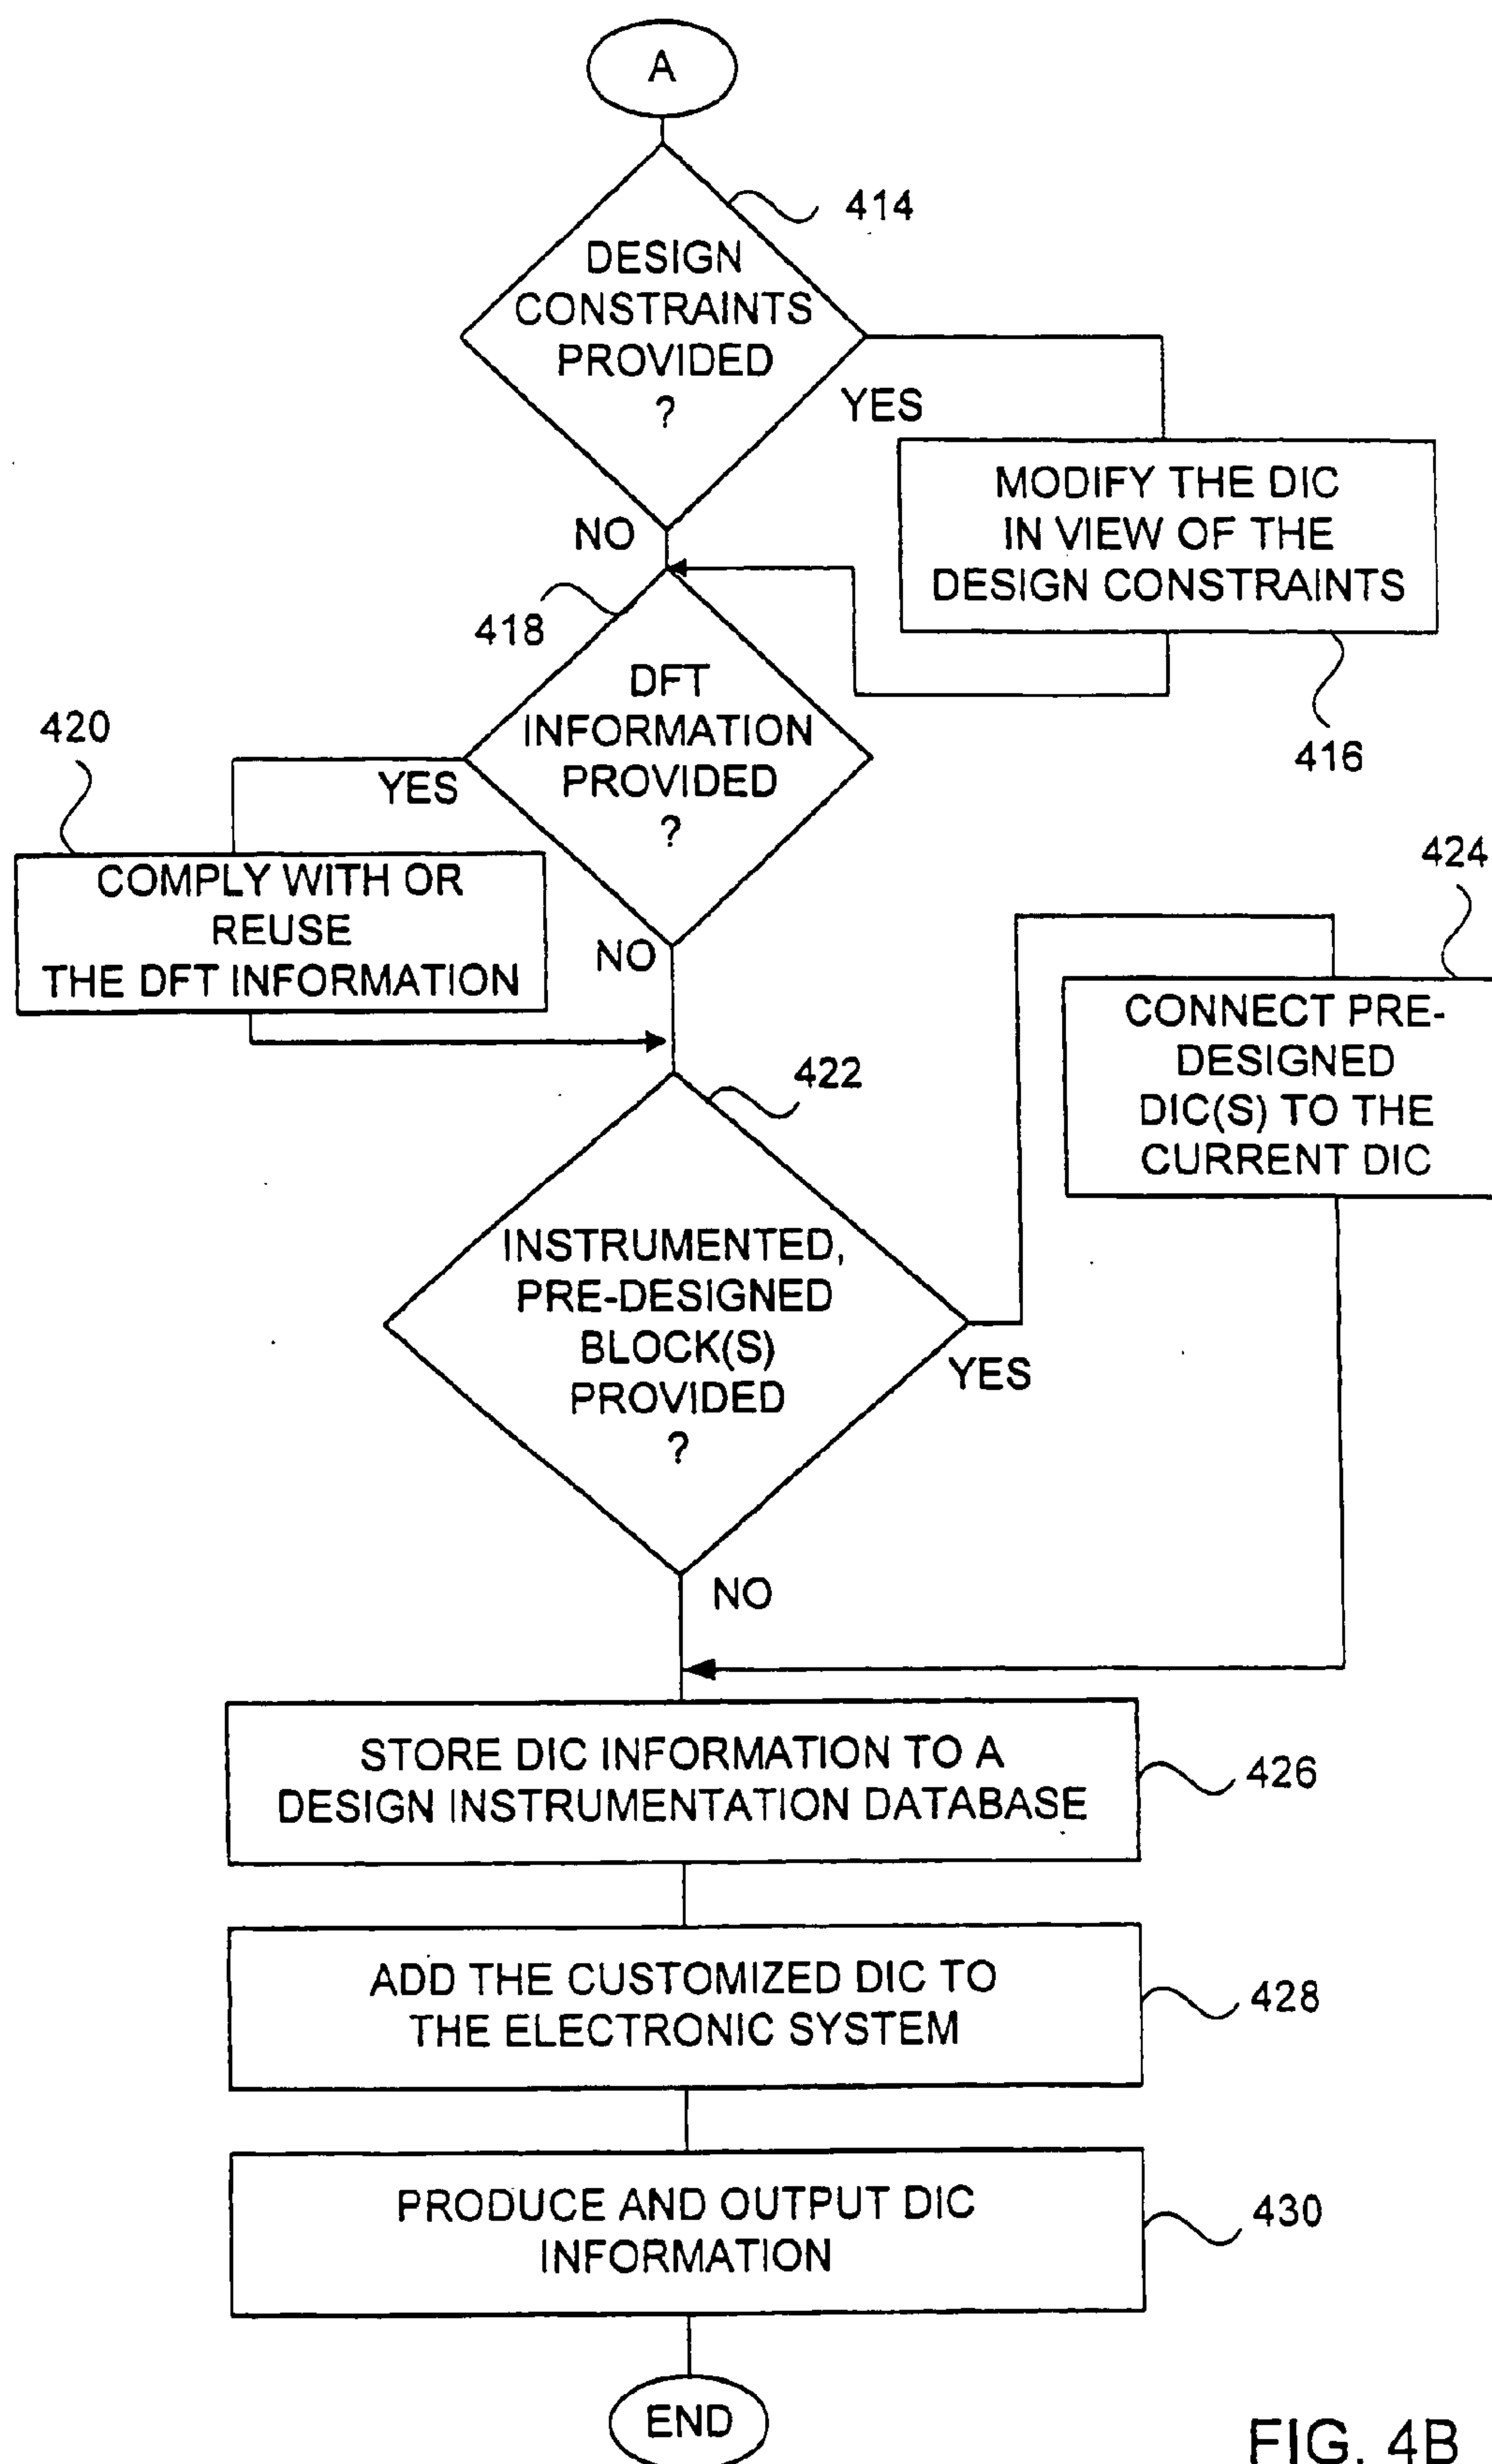 A
414
DESIGN
CONSTRAINTS
PROVIDED
?
YES
NO
MODIFY THE DIC
IN VIEW OF THE
DESIGN CONSTRAINTS
416
418
DFT
INFORMATION
PROVIDED
?
YES
NO
420
COMPLY WITH OR
REUSE
THE DFT INFORMATION
422
INSTRUMENTED,
PRE-DESIGNED
BLOCK(S)
PROVIDED
?
YES
NO
424
CONNECT PRE-
DESIGNED
DIC(S) TO THE
CURRENT DIC
STORE DIC INFORMATION TO A
DESIGN INSTRUMENTATION DATABASE
426
ADD THE CUSTOMIZED DIC TO
THE ELECTRONIC SYSTEM
428
PRODUCE AND OUTPUT DIC
INFORMATION
430
END
FIG. 4B